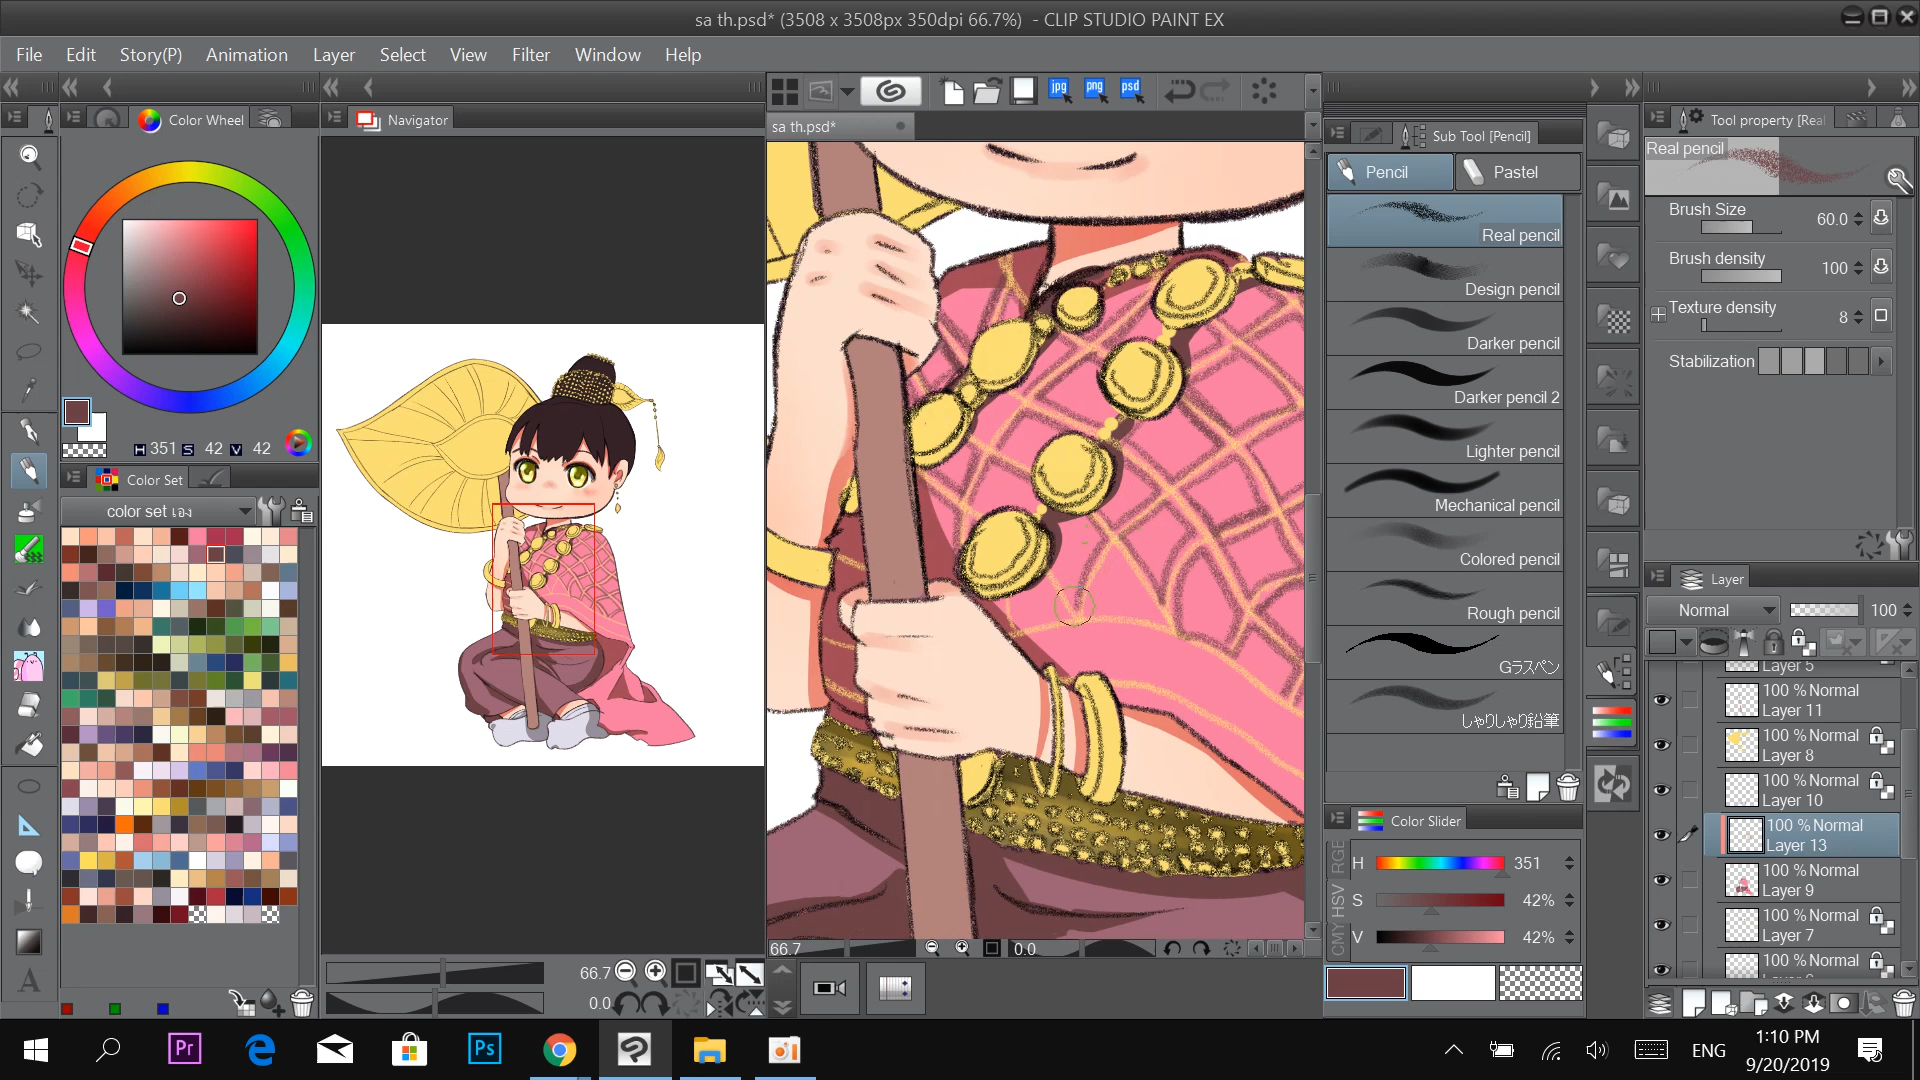 sa th.psd* (3508 x 3508px 350dpi 66.7%)  - CLIP STUDIO PAINT EX
File Edit Story(P) Animation Layer Select View Filter Window Help
Color Wheel
Navigator
jpg png psd
sa th.psd*
Sub Tool [Pencil]
Tool property [Real
Pencil
Pastel
Real pencil
Brush Size 60.0
Brush density 100
Texture density 8
Stabilization
Real pencil
Design pencil
Darker pencil
Darker pencil 2
Lighter pencil
Mechanical pencil
Colored pencil
Rough pencil
Gラスペン
しゃりしゃり鉛筆
H 351 S 42 V 42
Color Set
color set เอง
Layer
Normal 100
Layer 5
100 % Normal
Layer 11
100 % Normal
Layer 8
100 % Normal
Layer 10
100 % Normal
Layer 13
100 % Normal
Layer 9
100 % Normal
Layer 7
100 % Normal
Color Slider
RGB
HSV
CMY
H 351
S 42%
V 42%
66.7
0.0
66.7
0.0
A
Pr
Ps
ENG
1:10 PM
9/20/2019